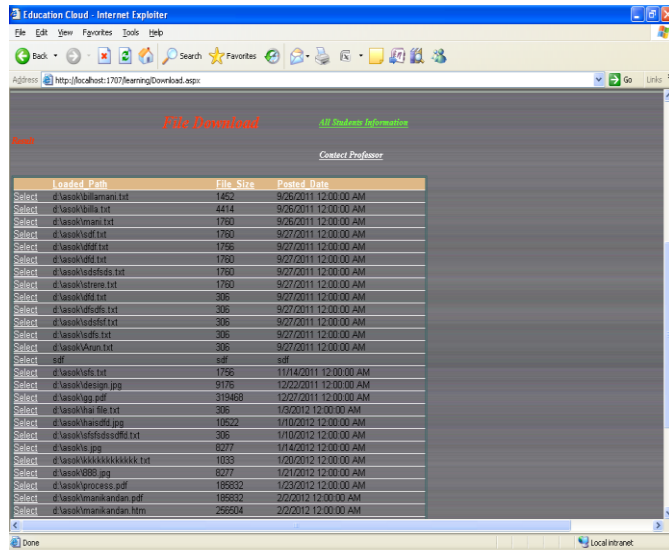 Education Cloud - Internet Exploiter
File Edit View Favorites Tools Help
Back Search Favorites
Address http://localhost:1707/learning/Download.aspx Go Links
File Download All Students Information
Contact Professor
Loaded_Path File_Size Posted_Date
Select d:\asok\billamani.txt 1452 9/26/2011 12:00:00 AM
Select d:\asok\billa.txt 4414 9/26/2011 12:00:00 AM
Select d:\asok\mani.txt 1760 9/26/2011 12:00:00 AM
Select d:\asok\sdf.txt 1760 9/27/2011 12:00:00 AM
Select d:\asok\dfdf.txt 1756 9/27/2011 12:00:00 AM
Select d:\asok\dfd.txt 1760 9/27/2011 12:00:00 AM
Select d:\asok\sdsfsds.txt 1760 9/27/2011 12:00:00 AM
Select d:\asok\strere.txt 1760 9/27/2011 12:00:00 AM
Select d:\asok\dfd.txt 306 9/27/2011 12:00:00 AM
Select d:\asok\dfsdfs.txt 306 9/27/2011 12:00:00 AM
Select d:\asok\sdsfsf.txt 306 9/27/2011 12:00:00 AM
Select d:\asok\sdfs.txt 306 9/27/2011 12:00:00 AM
Select d:\asok\Arun.txt 306 9/27/2011 12:00:00 AM
Select sdf sdf sdf
Select d:\asok\sfs.txt 1756 11/14/2011 12:00:00 AM
Select d:\asok\design.jpg 9176 12/22/2011 12:00:00 AM
Select d:\asok\gg.pdf 319468 12/27/2011 12:00:00 AM
Select d:\asok\hai file.txt 306 1/3/2012 12:00:00 AM
Select d:\asok\haisdfd.jpg 10522 1/10/2012 12:00:00 AM
Select d:\asok\sfsfsdssdffd.txt 306 1/10/2012 12:00:00 AM
Select d:\asok\s.jpg 8277 1/14/2012 12:00:00 AM
Select d:\asok\kkkkkkkkkkkk.txt 1033 1/20/2012 12:00:00 AM
Select d:\asok\888.jpg 8277 1/21/2012 12:00:00 AM
Select d:\asok\process.pdf 185832 1/23/2012 12:00:00 AM
Select d:\asok\manikandan.pdf 185832 2/2/2012 12:00:00 AM
Select d:\asok\manikandan.htm 256504 2/2/2012 12:00:00 AM
Done Local intranet